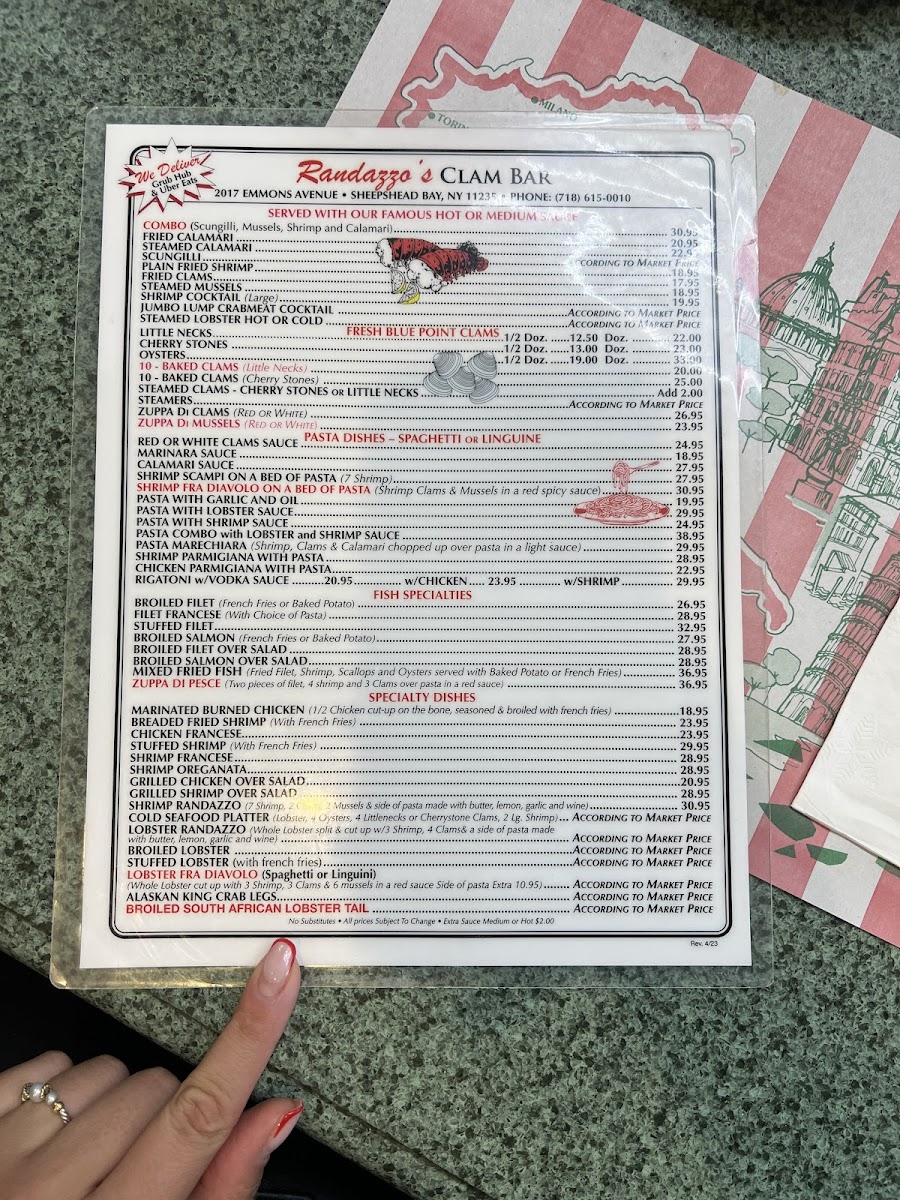 We Deliver
Grub Hub
& Uber Eats
Randazzo's CLAM BAR
2017 EMMONS AVENUE • SHEEPSHEAD BAY, NY 11235 • PHONE: (718) 615-0010
SERVED WITH OUR FAMOUS HOT OR MEDIUM SAUCE
COMBO (Scungilli, Mussels, Shrimp and Calamari) 30.95
FRIED CALAMARI 20.95
STEAMED CALAMARI 22.95
SCUNGILLI ACCORDING TO MARKET PRICE
PLAIN FRIED SHRIMP 18.95
FRIED CLAMS 17.95
STEAMED MUSSELS 18.95
SHRIMP COCKTAIL (Large) 19.95
JUMBO LUMP CRABMEAT COCKTAIL ACCORDING TO MARKET PRICE
STEAMED LOBSTER HOT OR COLD ACCORDING TO MARKET PRICE
FRESH BLUE POINT CLAMS
LITTLE NECKS 1/2 Doz. 12.50 Doz. 22.00
CHERRY STONES 1/2 Doz. 13.00 Doz. 23.00
OYSTERS 1/2 Doz. 19.00 Doz. 33.00
10 - BAKED CLAMS (Little Necks) 20.00
10 - BAKED CLAMS (Cherry Stones) 25.00
STEAMED CLAMS - CHERRY STONES OR LITTLE NECKS Add 2.00
STEAMERS ACCORDING TO MARKET PRICE
ZUPPA Di CLAMS (RED OR WHITE) 26.95
ZUPPA Di MUSSELS (RED OR WHITE) 23.95
PASTA DISHES – SPAGHETTI OR LINGUINE
RED OR WHITE CLAMS SAUCE 24.95
MARINARA SAUCE 18.95
CALAMARI SAUCE 27.95
SHRIMP SCAMPI ON A BED OF PASTA (7 Shrimp) 27.95
SHRIMP FRA DIAVOLO ON A BED OF PASTA (Shrimp Clams & Mussels in a red spicy sauce) 30.95
PASTA WITH GARLIC AND OIL 19.95
PASTA WITH LOBSTER SAUCE 29.95
PASTA WITH SHRIMP SAUCE 24.95
PASTA COMBO with LOBSTER and SHRIMP SAUCE 38.95
PASTA MARECHIARA (Shrimp, Clams & Calamari chopped up over pasta in a light sauce) 29.95
SHRIMP PARMIGIANA WITH PASTA 28.95
CHICKEN PARMIGIANA WITH PASTA 22.95
RIGATONI w/VODKA SAUCE 20.95 w/CHICKEN 23.95 w/SHRIMP 29.95
FISH SPECIALTIES
BROILED FILET (French Fries or Baked Potato) 26.95
FILET FRANCESE (With Choice of Pasta) 28.95
STUFFED FILET 32.95
BROILED SALMON (French Fries or Baked Potato) 27.95
BROILED FILET OVER SALAD 28.95
BROILED SALMON OVER SALAD 28.95
MIXED FRIED FISH (Fried Filet, Shrimp, Scallops and Oysters served with Baked Potato or French Fries) 36.95
ZUPPA DI PESCE (Two pieces of filet, 4 shrimp and 3 Clams over pasta in a red sauce) 36.95
SPECIALTY DISHES
MARINATED BURNED CHICKEN (1/2 Chicken cut-up on the bone, seasoned & broiled with french fries) 18.95
BREADED FRIED SHRIMP (With French Fries) 23.95
CHICKEN FRANCESE 23.95
STUFFED SHRIMP (With French Fries) 29.95
SHRIMP FRANCESE 28.95
SHRIMP OREGANATA 28.95
GRILLED CHICKEN OVER SALAD 20.95
GRILLED SHRIMP OVER SALAD 28.95
SHRIMP RANDAZZO (7 Shrimp, 2 2 Mussels & side of pasta made with butter, lemon, garlic and wine) 30.95
COLD SEAFOOD PLATTER (Lobster, 4 Oysters, 4 Littlenecks or Cherrystone Clams, 2 Lg. Shrimp) ACCORDING TO MARKET PRICE
LOBSTER RANDAZZO (Whole Lobster split & cut up w/3 Shrimp, 4 Clams& a side of pasta made
with butter, lemon, garlic and wine) ACCORDING TO MARKET PRICE
BROILED LOBSTER ACCORDING TO MARKET PRICE
STUFFED LOBSTER (with french fries) ACCORDING TO MARKET PRICE
LOBSTER FRA DIAVOLO (Spaghetti or Linguini)
(Whole Lobster cut up with 3 Shrimp, 3 Clams & 6 mussels in a red sauce Side of pasta Extra 10.95) ACCORDING TO MARKET PRICE
ALASKAN KING CRAB LEGS ACCORDING TO MARKET PRICE
BROILED SOUTH AFRICAN LOBSTER TAIL ACCORDING TO MARKET PRICE
No Substitutes • All prices Subject To Change • Extra Sauce Medium or Hot $2.00
Rev. 4/23
MILANO